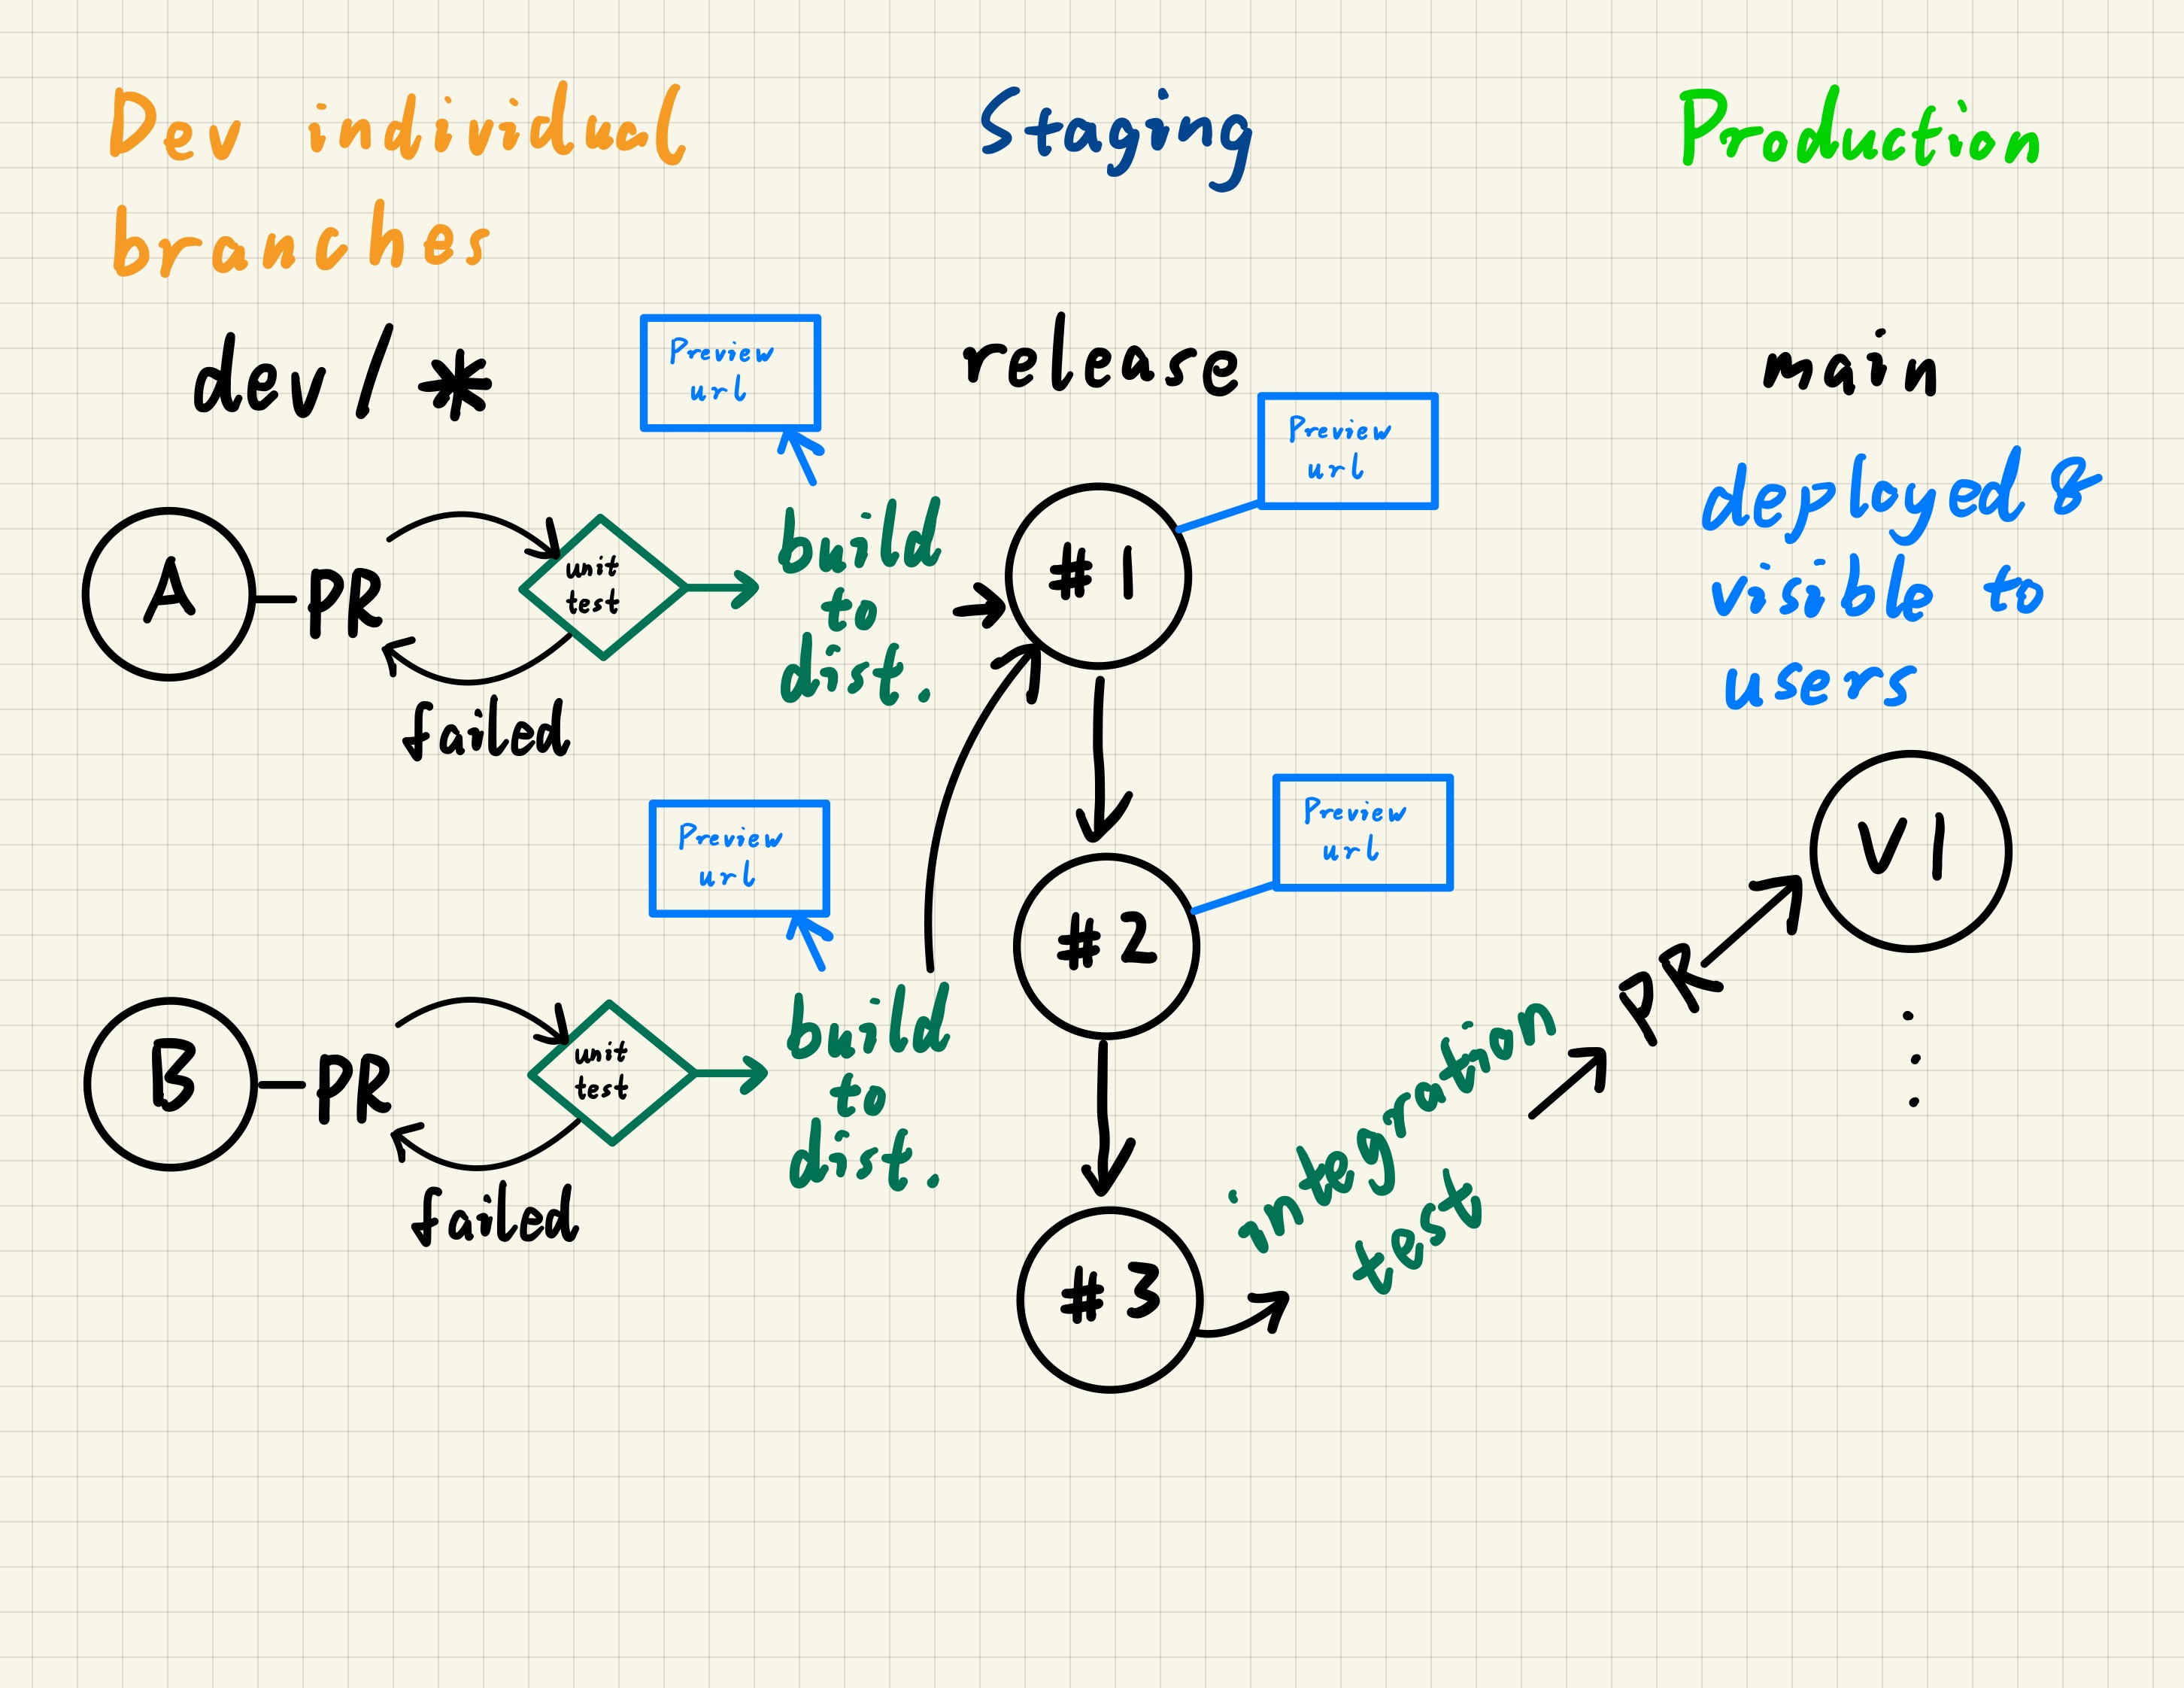 Dev individual
branches
Staging
Production
dev/*
release
main
Preview
url
Preview
url
deployed &
visible to
users
A
PR
unit
test
failed
build
to
dist.
#1
Preview
url
Preview
url
#2
V1
B
PR
unit
test
failed
build
to
dist.
#3
integration
test
PR